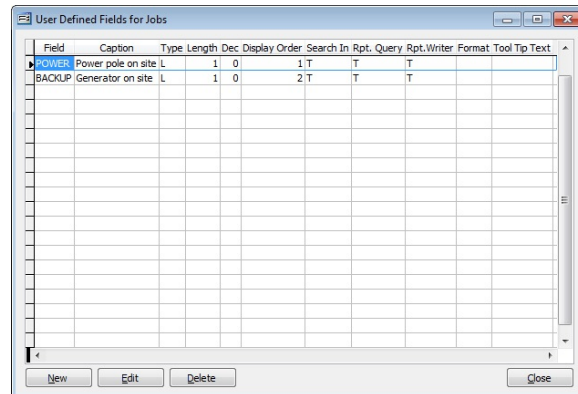 User Defined Fields for Jobs
Field Caption Type Length Dec Display Order Search In Rpt. Query Rpt.Writer Format Tool Tip Text
POWER Power pole on site L 1 0 1 T T T
BACKUP Generator on site L 1 0 2 T T T
New Edit Delete Close